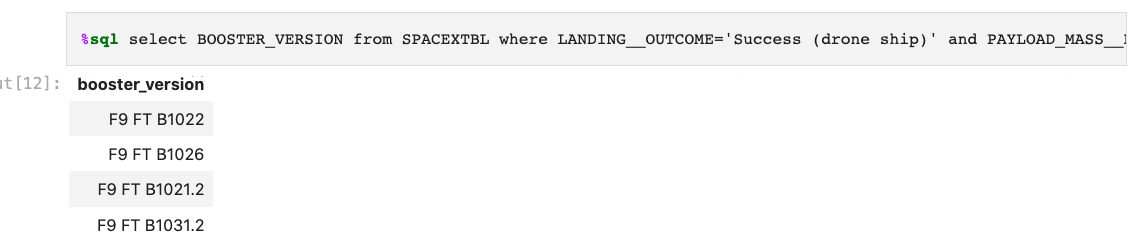 %sql select BOOSTER_VERSION from SPACEXTBL where LANDING__OUTCOME='Success (drone ship)' and PAYLOAD_MASS__
ut[12]: booster_version
F9 FT B1022
F9 FT B1026
F9 FT B1021.2
F9 FT B1031.2